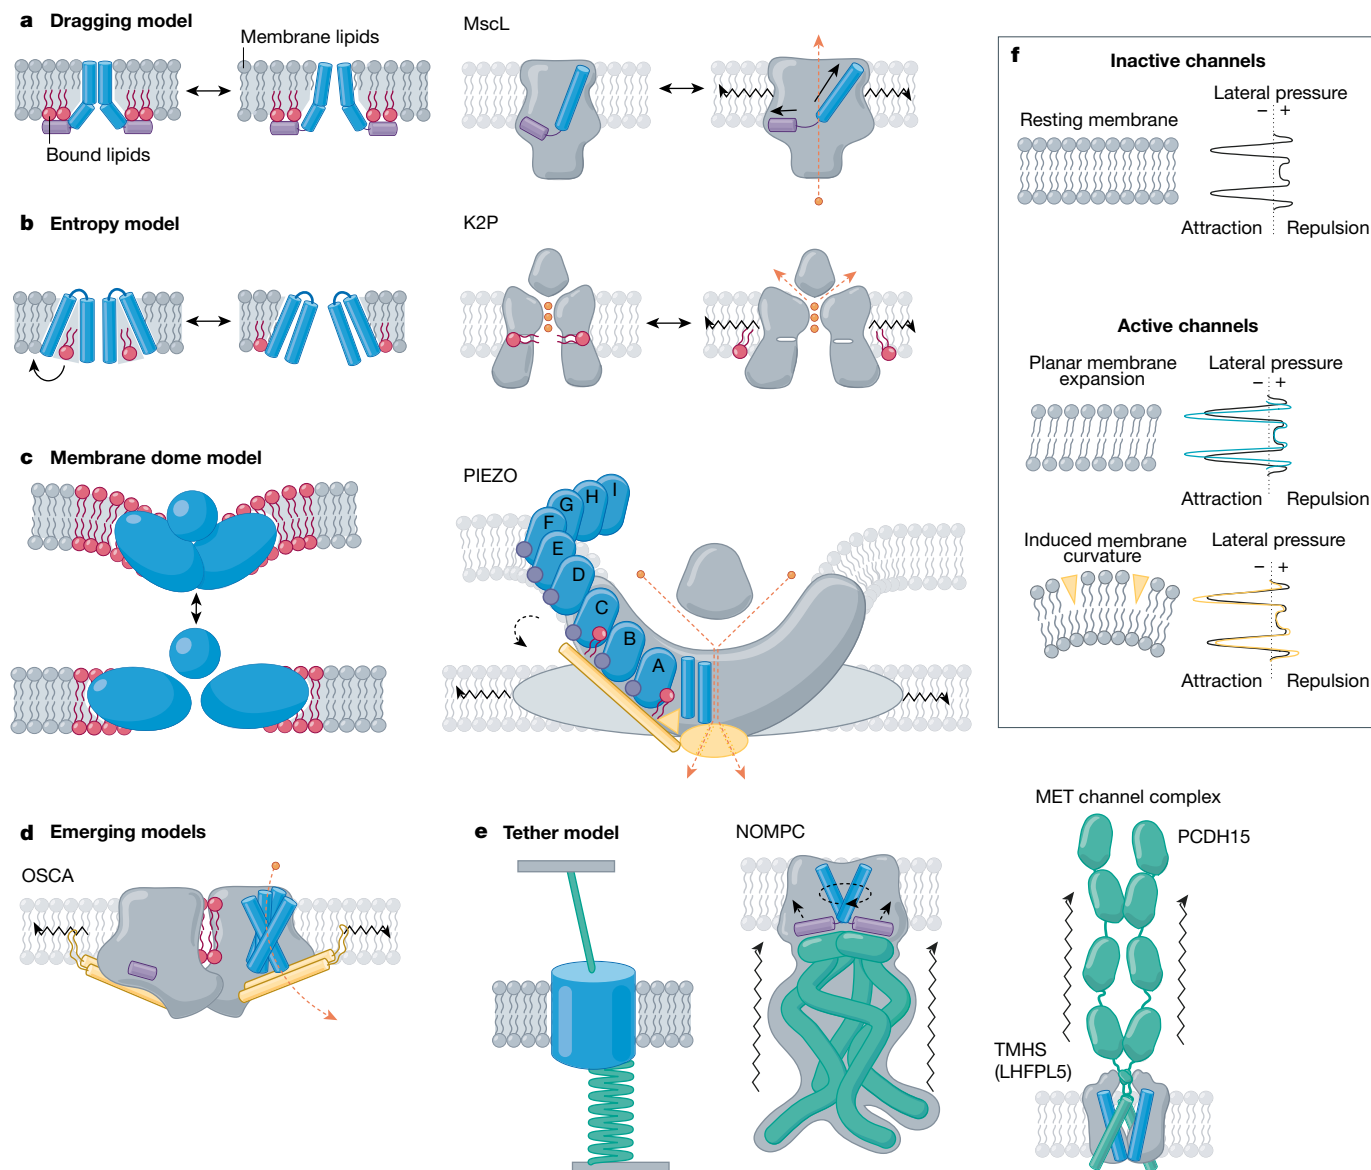 a Dragging model
Membrane lipids
Bound lipids
MscL
b Entropy model
K2P
c Membrane dome model
PIEZO
I
H
G
F
E
D
C
B
A
d Emerging models
OSCA
e Tether model
NOMPC
MET channel complex
PCDH15
TMHS
(LHFPL5)
f
Inactive channels
Lateral pressure
− +
Resting membrane
Attraction Repulsion
Active channels
Planar membrane
expansion
Lateral pressure
− +
Attraction Repulsion
Induced membrane
curvature
Lateral pressure
− +
Attraction Repulsion